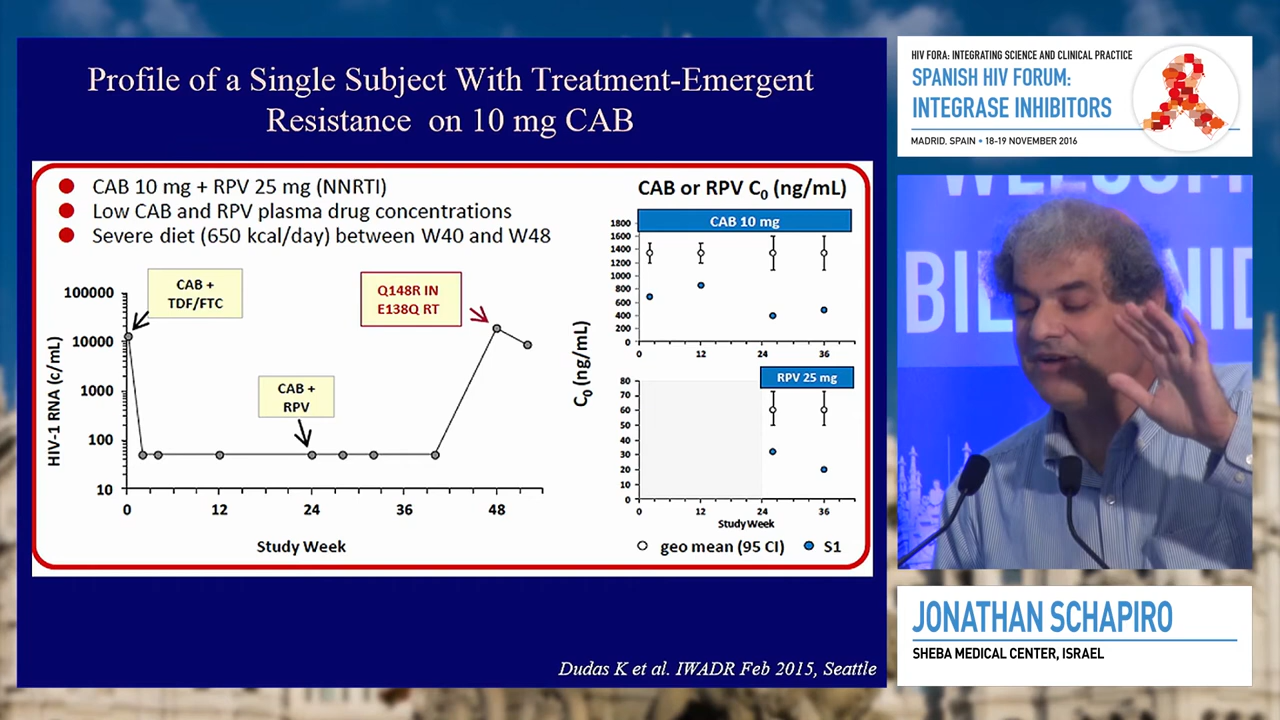 Profile of a Single Subject With Treatment-Emergent
Resistance on 10 mg CAB
CAB 10 mg + RPV 25 mg (NNRTI)
Low CAB and RPV plasma drug concentrations
Severe diet (650 kcal/day) between W40 and W48
HIV-1 RNA (c/mL)
100000
10000
1000
100
10
CAB +
TDF/FTC
CAB +
RPV
Q148R IN
E138Q RT
0 12 24 36 48
Study Week
CAB or RPV C0 (ng/mL)
CAB 10 mg
1800
1600
1400
1200
1000
800
600
400
200
0
0 12 24 36
C0 (ng/mL)
RPV 25 mg
80
70
60
50
40
30
20
10
0
0 12 24 36
Study Week
geo mean (95 CI) S1
Dudas K et al. IWADR Feb 2015, Seattle
HIV FORA: INTEGRATING SCIENCE AND CLINICAL PRACTICE
SPANISH HIV FORUM:
INTEGRASE INHIBITORS
MADRID, SPAIN • 18-19 NOVEMBER 2016
JONATHAN SCHAPIRO
SHEBA MEDICAL CENTER, ISRAEL